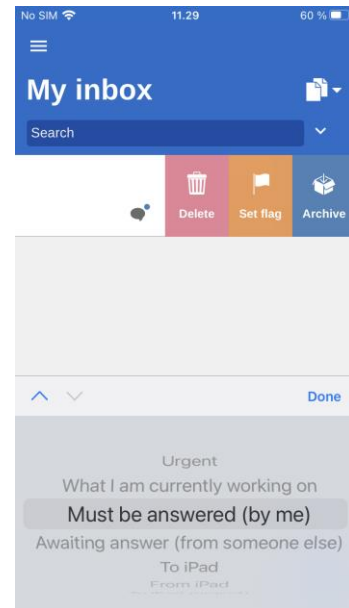 No SIM 11.29 60 %
My inbox
Search
Delete Set flag Archive
Done
Urgent
What I am currently working on
Must be answered (by me)
Awaiting answer (from someone else)
To iPad
From iPad